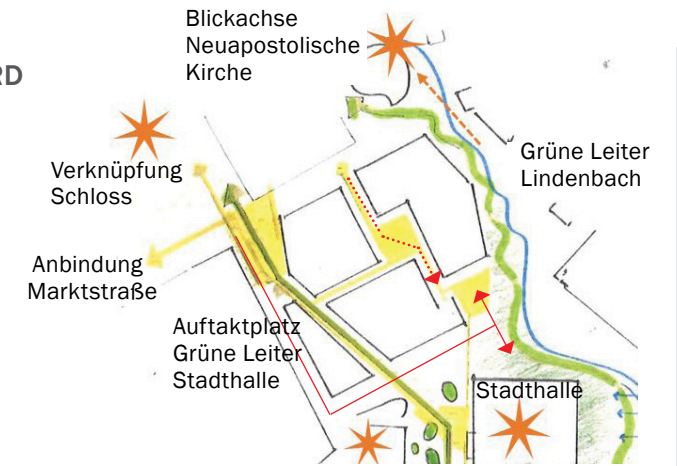 Blickachse
Neuapostolische
Kirche
RD
Verknüpfung
Schloss
Grüne Leiter
Lindenbach
Anbindung
Marktstraße
Auftaktplatz
Grüne Leiter
Stadthalle
Stadthalle